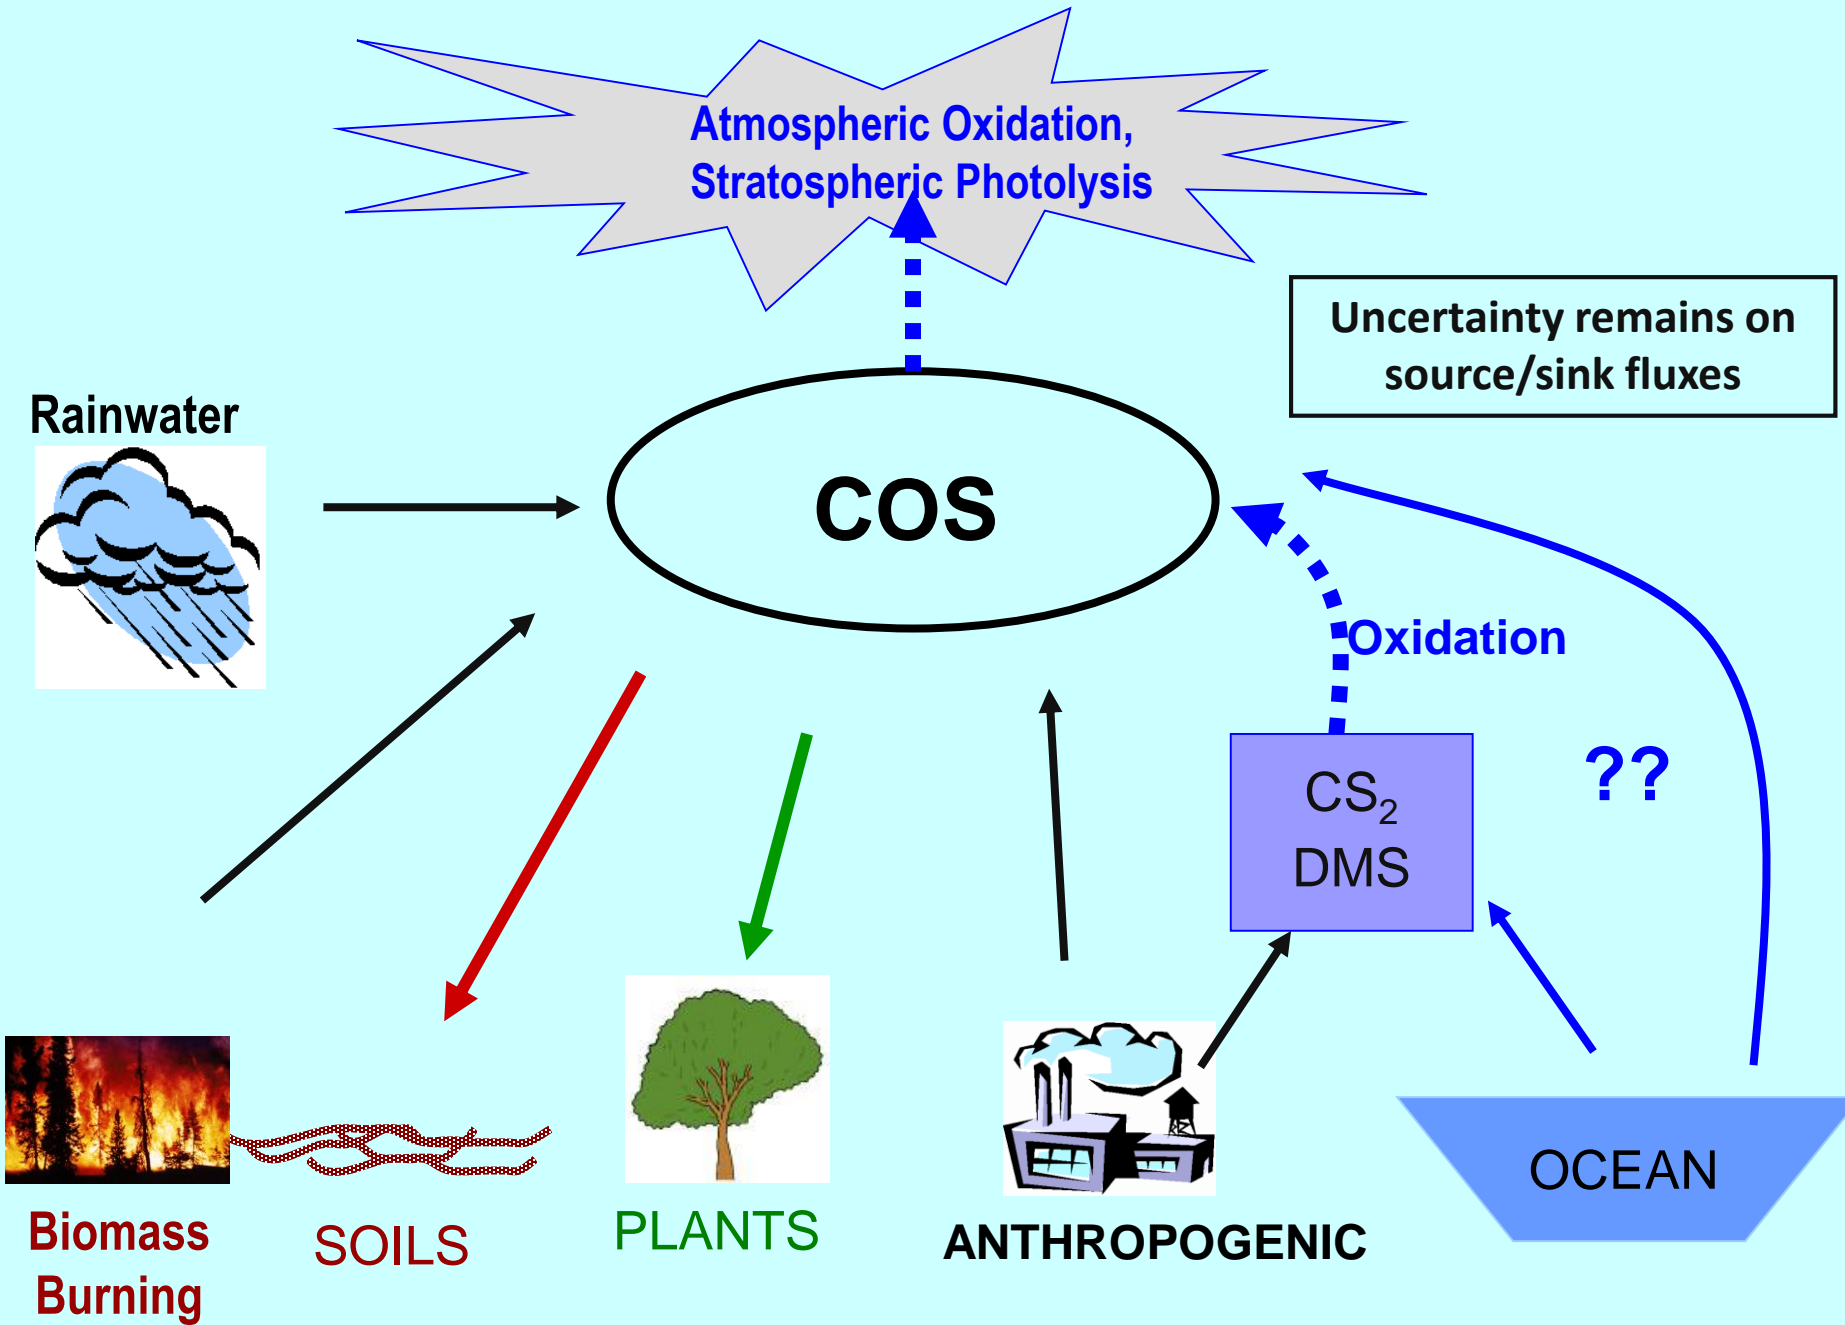 Atmospheric Oxidation,
Stratospheric Photolysis
Uncertainty remains on
source/sink fluxes
Rainwater
COS
Oxidation
??
CS₂
DMS
OCEAN
Biomass
Burning
SOILS
PLANTS
ANTHROPOGENIC